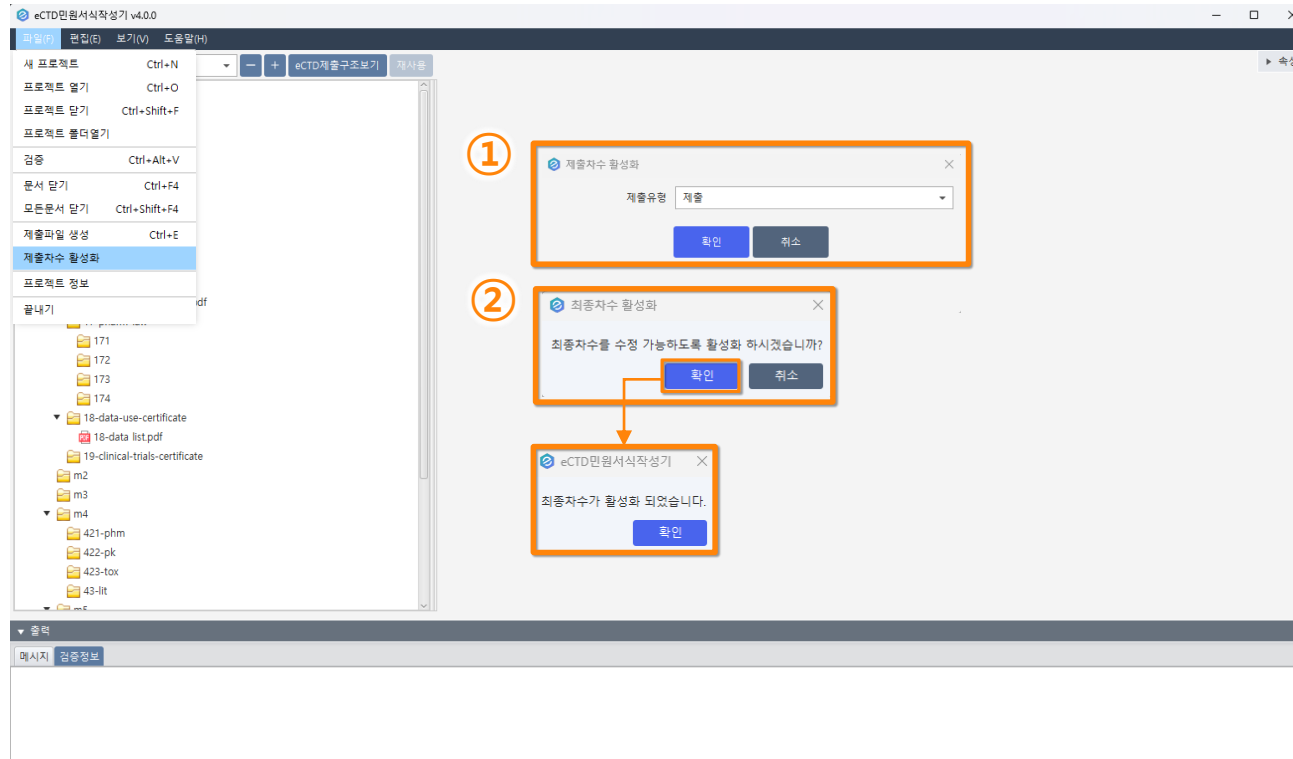 eCTD민원서식작성기 v4.0.0
파일(F) 편집(E) 보기(V) 도움말(H)
새 프로젝트 Ctrl+N
프로젝트 열기 Ctrl+O
프로젝트 닫기 Ctrl+Shift+F
프로젝트 폴더열기
검증 Ctrl+Alt+V
문서 닫기 Ctrl+F4
모든문서 닫기 Ctrl+Shift+F4
제출파일 생성 Ctrl+E
제출차수 활성화
프로젝트 정보
끝내기
eCTD제출구조보기 재사용
속성
df
171
172
173
174
18-data-use-certificate
18-data list.pdf
19-clinical-trials-certificate
m2
m3
m4
421-phm
422-pk
423-tox
43-lit
①
제출차수 활성화
제출유형 제출
확인 취소
②
최종차수 활성화
최종차수를 수정 가능하도록 활성화 하시겠습니까?
확인 취소
eCTD민원서식작성기
최종차수가 활성화 되었습니다.
확인
출력
메시지 검증정보